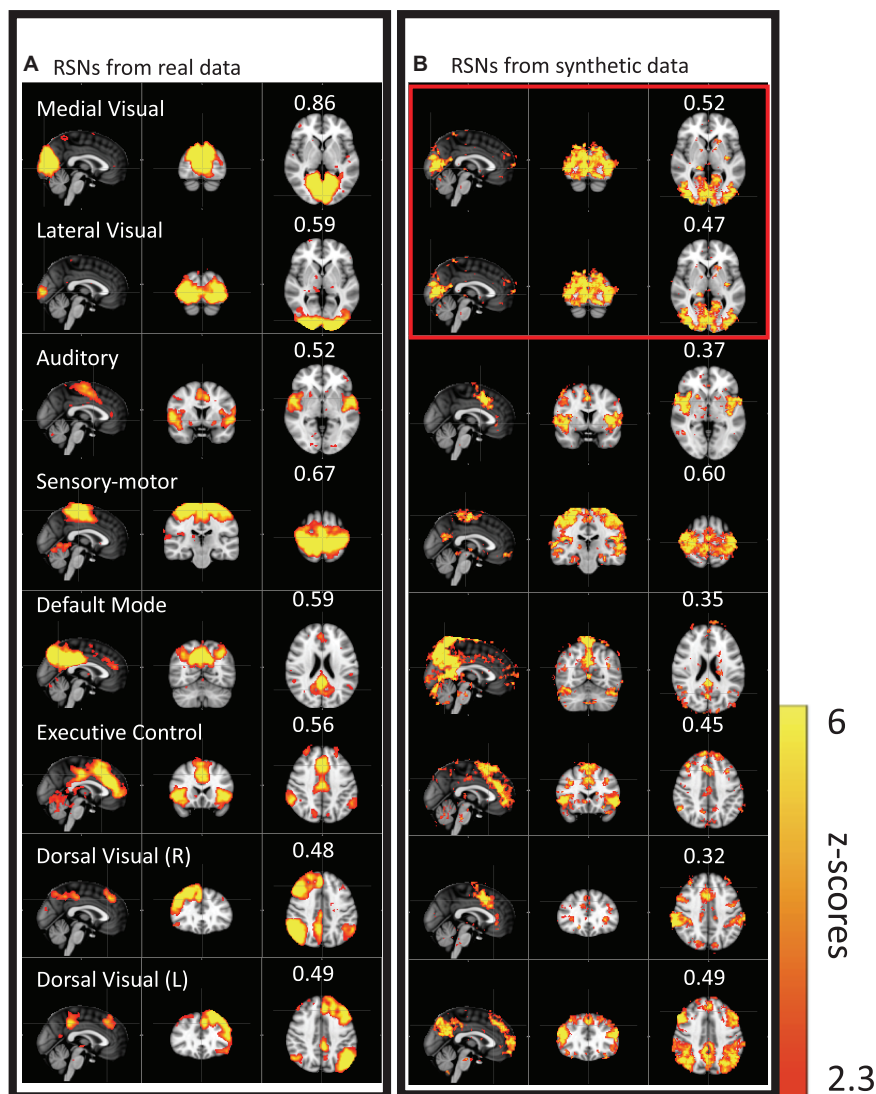 A RSNs from real data
Medial Visual 0.86
Lateral Visual 0.59
Auditory 0.52
Sensory-motor 0.67
Default Mode 0.59
Executive Control 0.56
Dorsal Visual (R) 0.48
Dorsal Visual (L) 0.49
B RSNs from synthetic data
0.52
0.47
0.37
0.60
0.35
0.45
0.32
0.49
6
z-scores
2.3